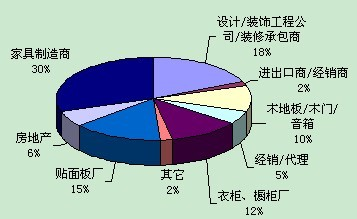 设计/装饰工程公
司/装修承包商
18%
进出口商/经销商
2%
木地板/木门/
音箱
10%
经销/代理
5%
衣柜、橱柜厂
12%
其它
2%
贴面板厂
15%
房地产
6%
家具制造商
30%